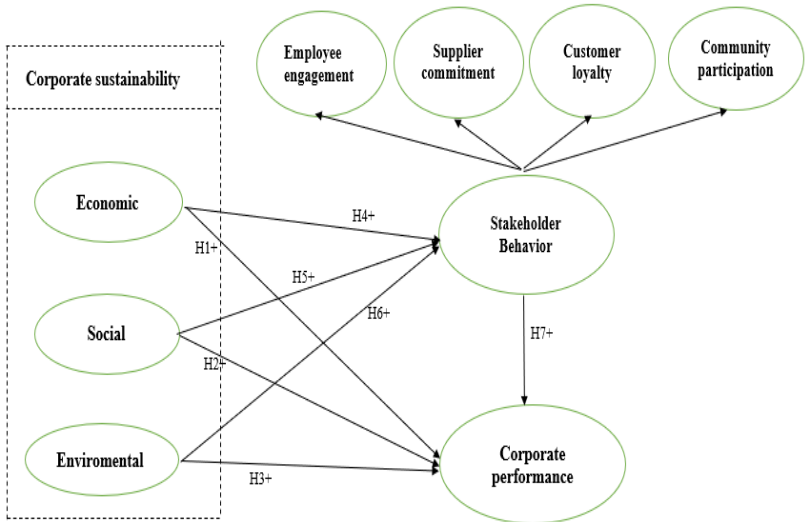 Employee
engagement
Supplier
commitment
Customer
loyalty
Community
participation
Corporate sustainability
Economic
H4+
Stakeholder
Behavior
H1+
H5+
H6+
Social
H7+
H2+
Enviromental
Corporate
performance
H3+